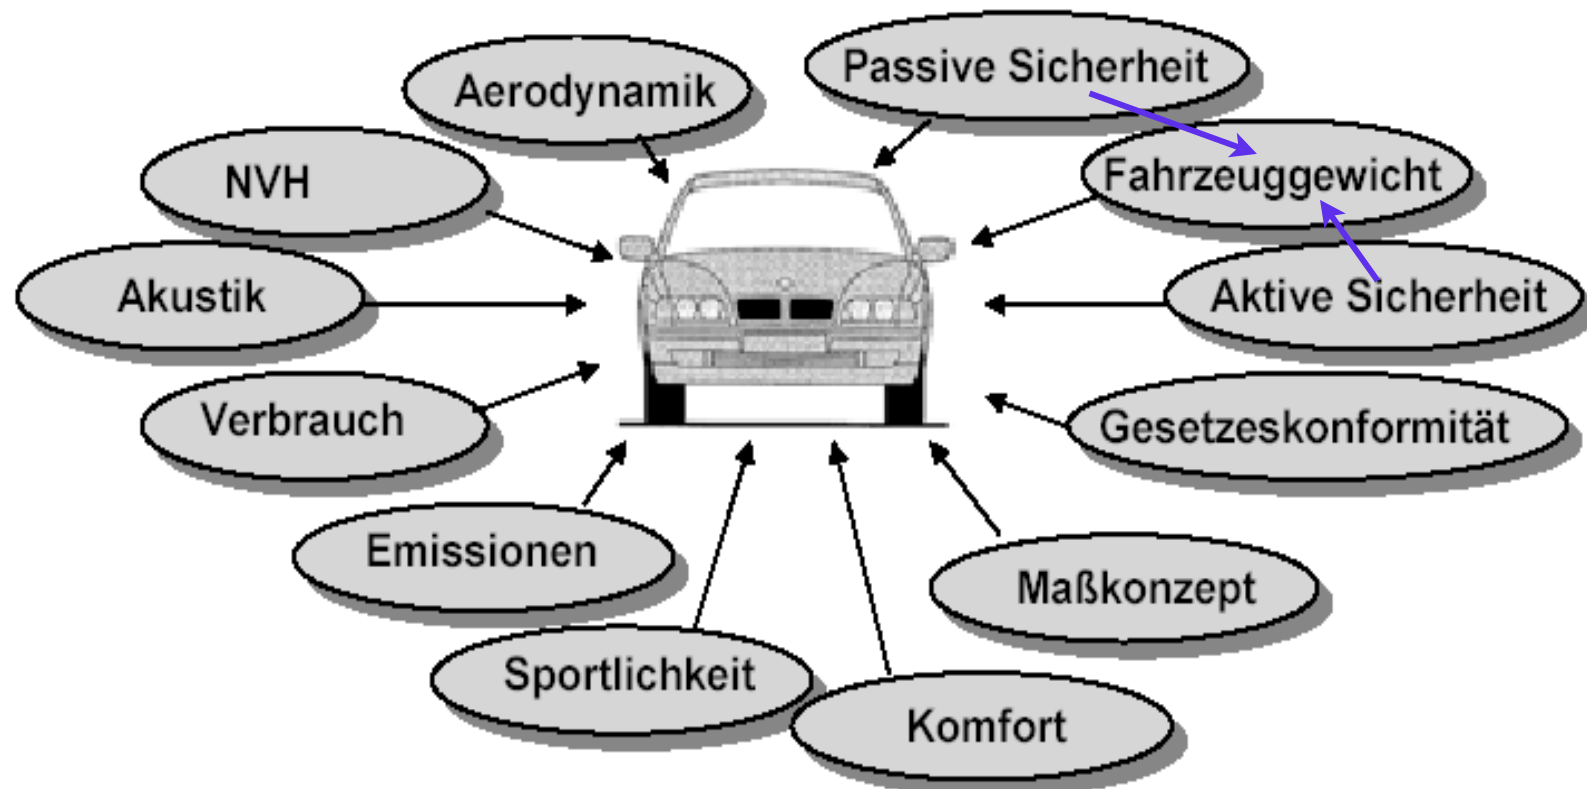 Aerodynamik
Passive Sicherheit
NVH
Fahrzeuggewicht
Akustik
Aktive Sicherheit
Verbrauch
Gesetzeskonformität
Emissionen
Maßkonzept
Sportlichkeit
Komfort